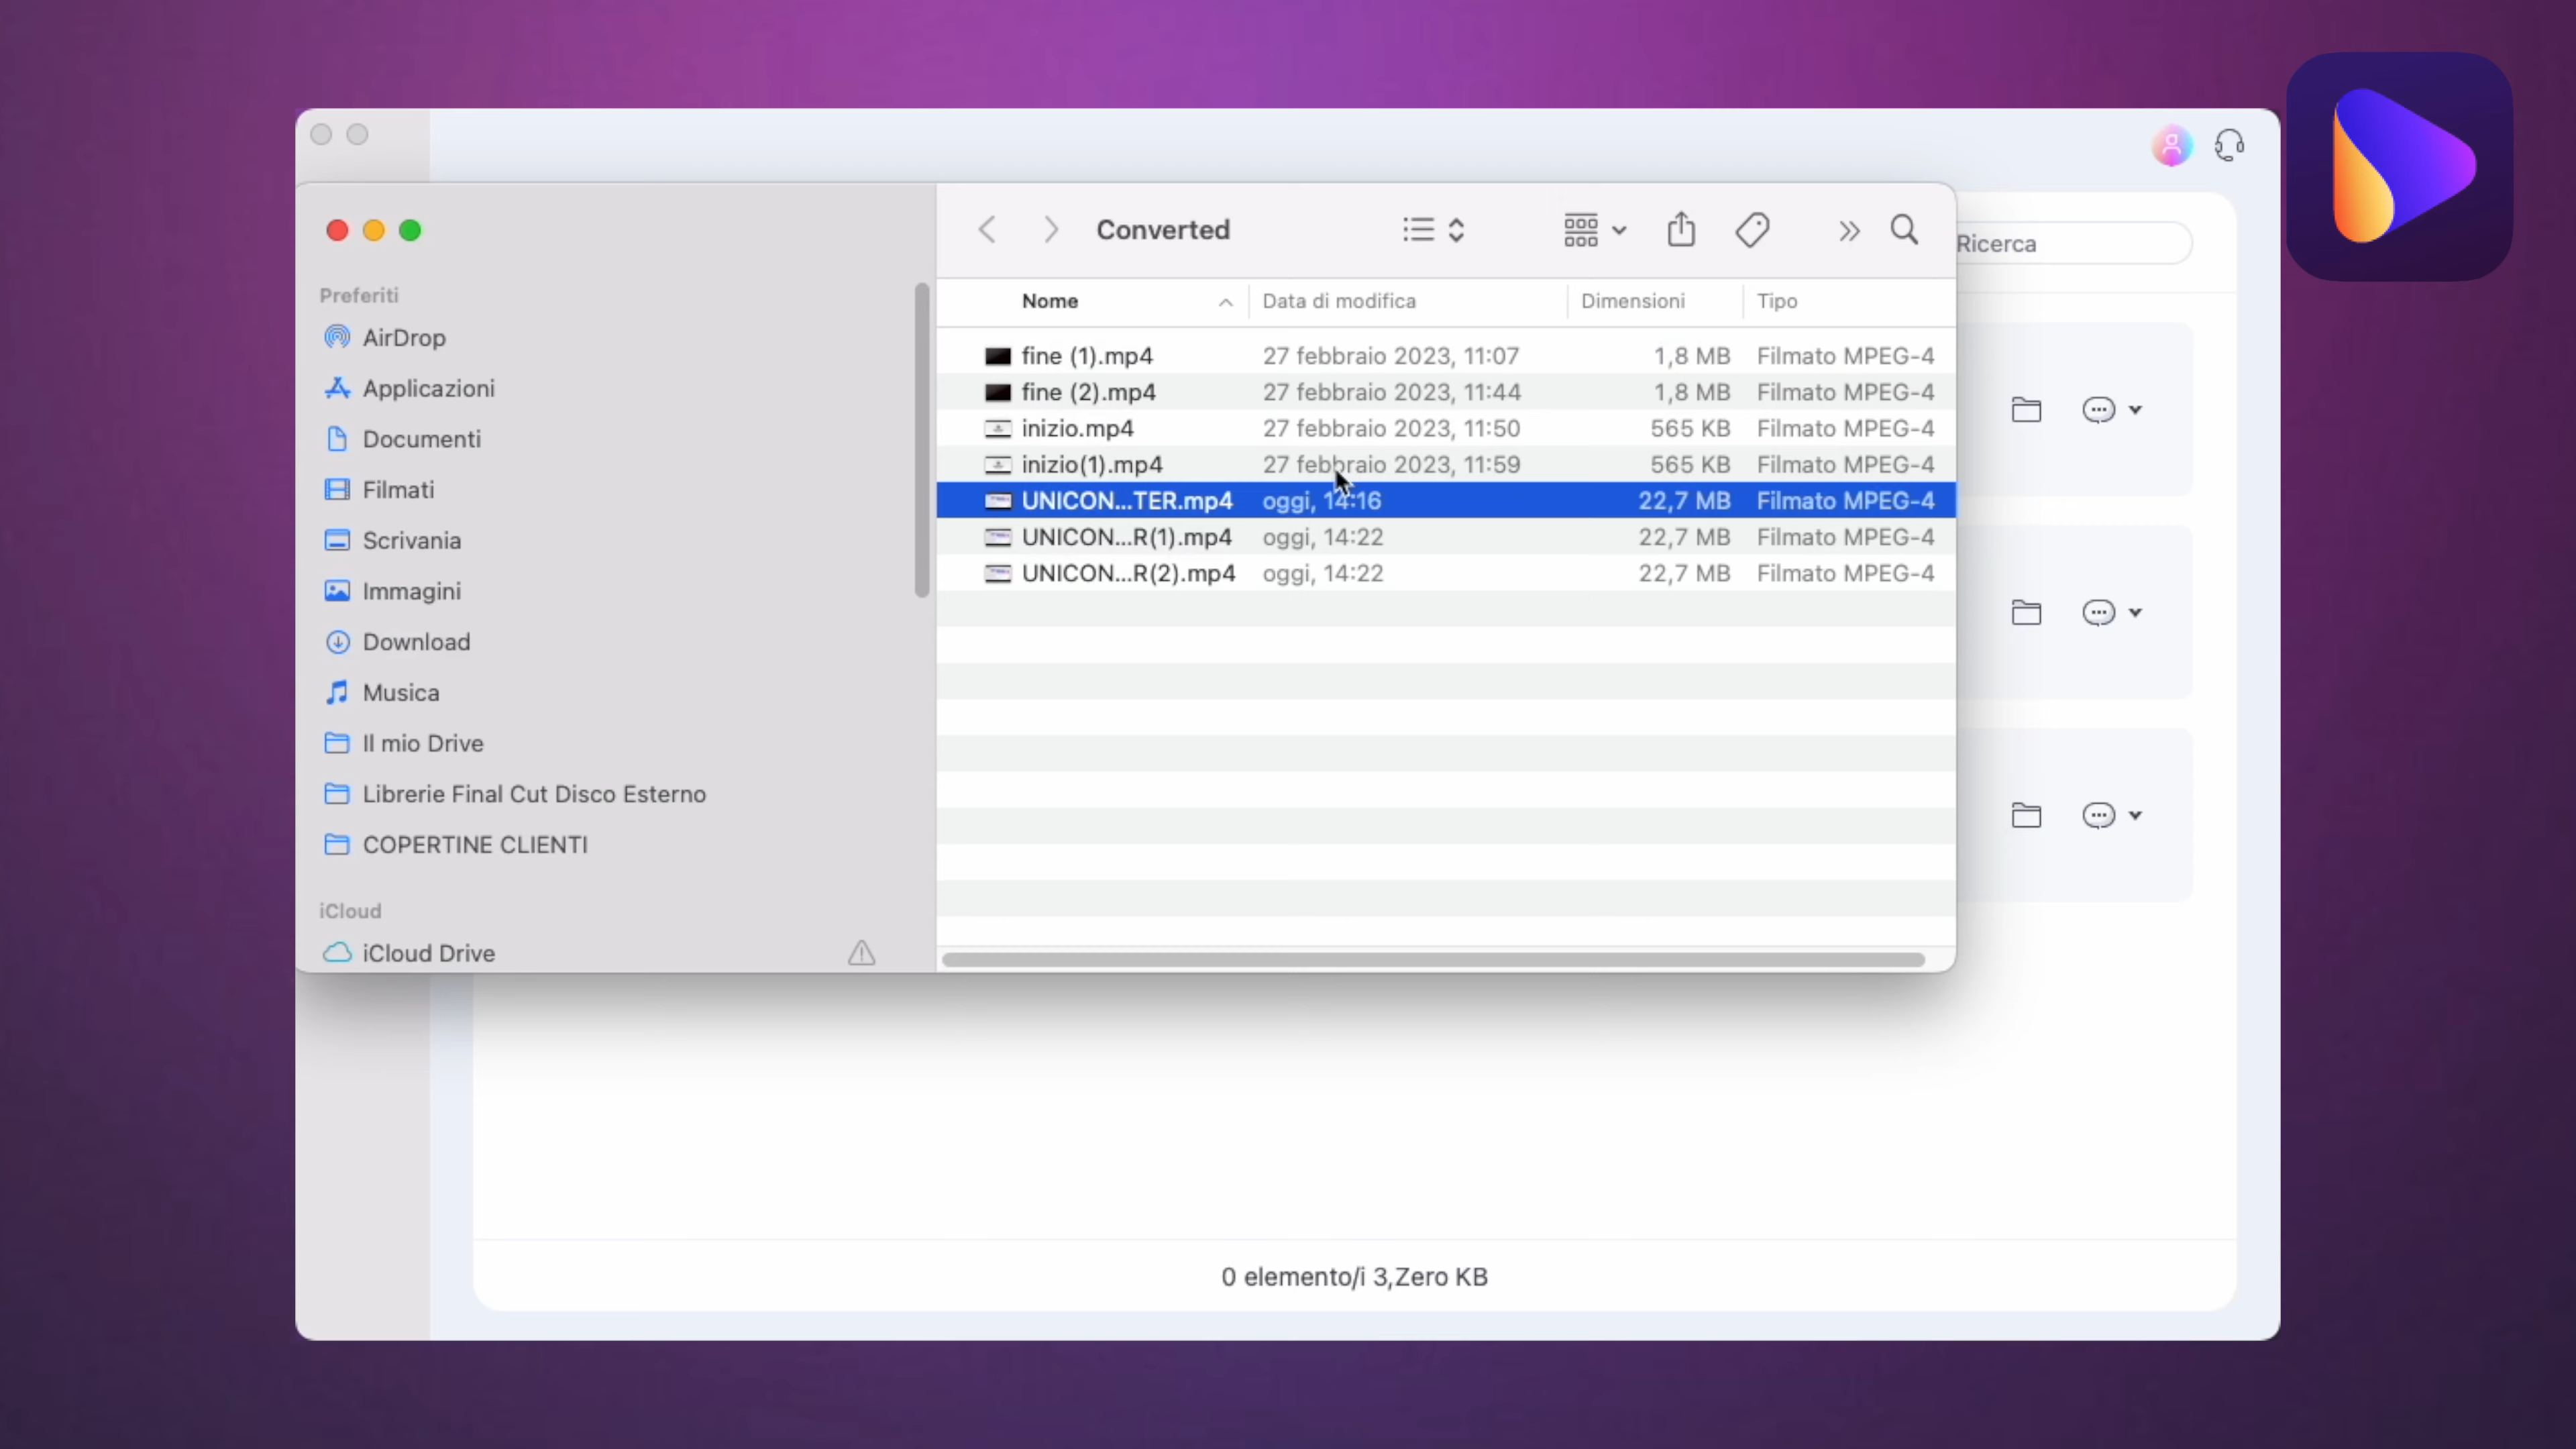 Ricerca
Converted
Preferiti
AirDrop
Applicazioni
Documenti
Filmati
Scrivania
Immagini
Download
Musica
Il mio Drive
Librerie Final Cut Disco Esterno
COPERTINE CLIENTI
iCloud
iCloud Drive
Nome Data di modifica Dimensioni Tipo
fine (1).mp4 27 febbraio 2023, 11:07 1,8 MB Filmato MPEG-4
fine (2).mp4 27 febbraio 2023, 11:44 1,8 MB Filmato MPEG-4
inizio.mp4 27 febbraio 2023, 11:50 565 KB Filmato MPEG-4
inizio(1).mp4 27 febbraio 2023, 11:59 565 KB Filmato MPEG-4
UNICON...TER.mp4 oggi, 14:16 22,7 MB Filmato MPEG-4
UNICON...R(1).mp4 oggi, 14:22 22,7 MB Filmato MPEG-4
UNICON...R(2).mp4 oggi, 14:22 22,7 MB Filmato MPEG-4
0 elemento/i 3,Zero KB